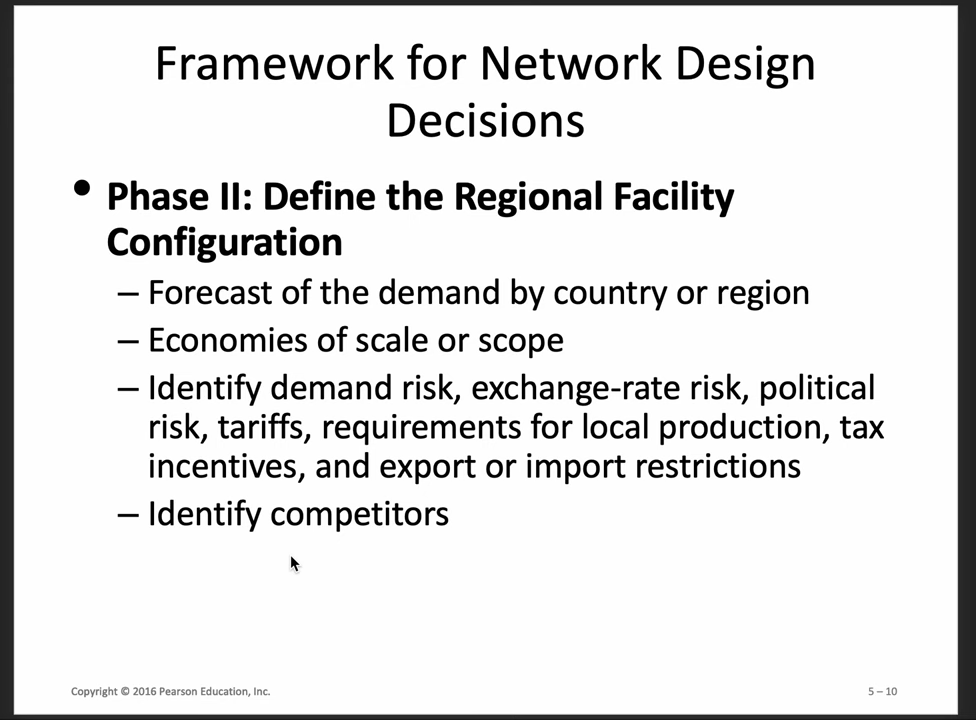 Framework for Network Design
Decisions
• Phase II: Define the Regional Facility
Configuration
– Forecast of the demand by country or region
– Economies of scale or scope
– Identify demand risk, exchange-rate risk, political
risk, tariffs, requirements for local production, tax
incentives, and export or import restrictions
– Identify competitors
Copyright © 2016 Pearson Education, Inc.
5 – 10